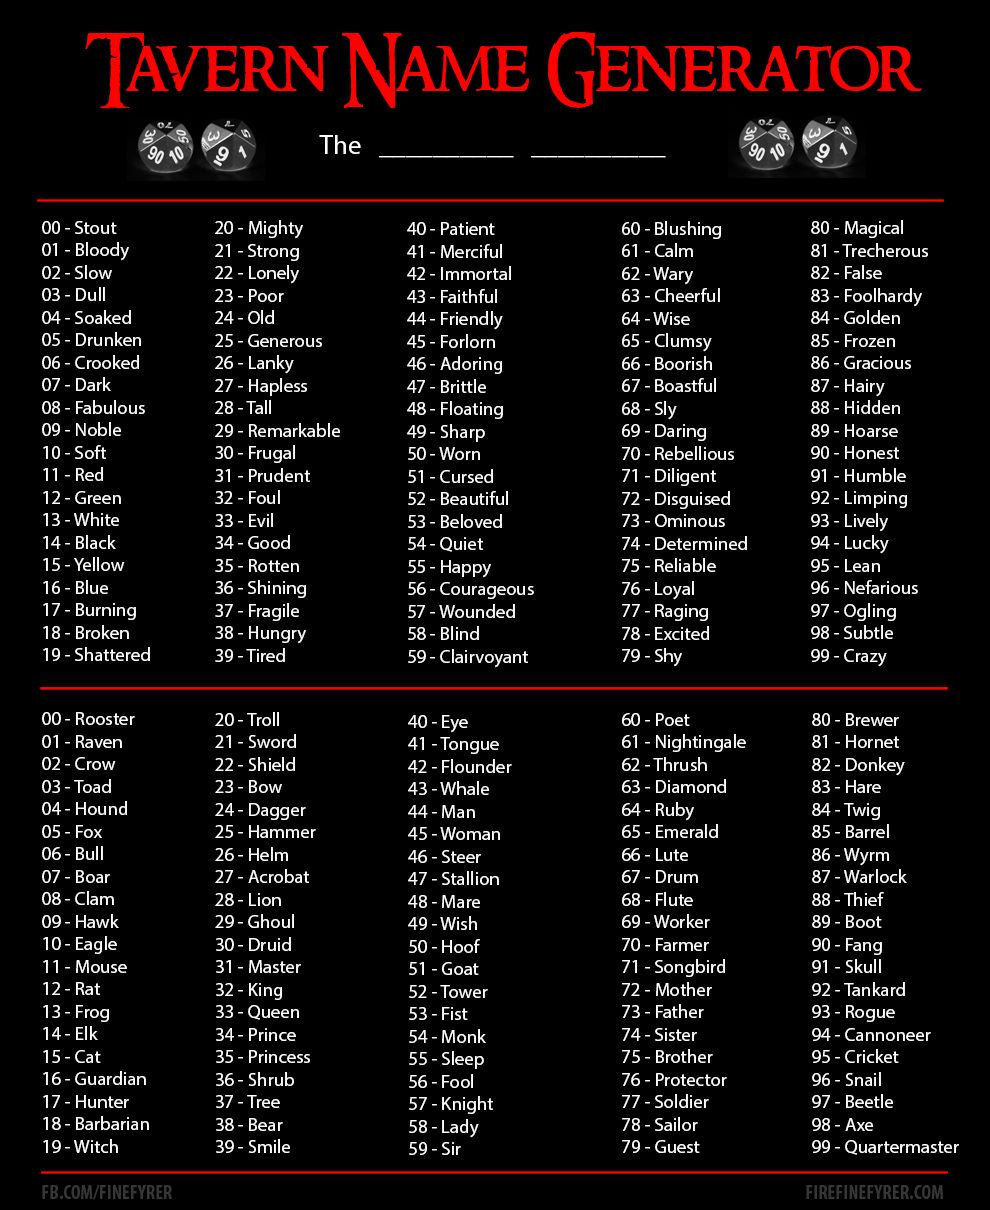 Tavern Name Generator
The __________ __________
00 - Stout
01 - Bloody
02 - Slow
03 - Dull
04 - Soaked
05 - Drunken
06 - Crooked
07 - Dark
08 - Fabulous
09 - Noble
10 - Soft
11 - Red
12 - Green
13 - White
14 - Black
15 - Yellow
16 - Blue
17 - Burning
18 - Broken
19 - Shattered
20 - Mighty
21 - Strong
22 - Lonely
23 - Poor
24 - Old
25 - Generous
26 - Lanky
27 - Hapless
28 - Tall
29 - Remarkable
30 - Frugal
31 - Prudent
32 - Foul
33 - Evil
34 - Good
35 - Rotten
36 - Shining
37 - Fragile
38 - Hungry
39 - Tired
40 - Patient
41 - Merciful
42 - Immortal
43 - Faithful
44 - Friendly
45 - Forlorn
46 - Adoring
47 - Brittle
48 - Floating
49 - Sharp
50 - Worn
51 - Cursed
52 - Beautiful
53 - Beloved
54 - Quiet
55 - Happy
56 - Courageous
57 - Wounded
58 - Blind
59 - Clairvoyant
60 - Blushing
61 - Calm
62 - Wary
63 - Cheerful
64 - Wise
65 - Clumsy
66 - Boorish
67 - Boastful
68 - Sly
69 - Daring
70 - Rebellious
71 - Diligent
72 - Disguised
73 - Ominous
74 - Determined
75 - Reliable
76 - Loyal
77 - Raging
78 - Excited
79 - Shy
80 - Magical
81 - Trecherous
82 - False
83 - Foolhardy
84 - Golden
85 - Frozen
86 - Gracious
87 - Hairy
88 - Hidden
89 - Hoarse
90 - Honest
91 - Humble
92 - Limping
93 - Lively
94 - Lucky
95 - Lean
96 - Nefarious
97 - Ogling
98 - Subtle
99 - Crazy
00 - Rooster
01 - Raven
02 - Crow
03 - Toad
04 - Hound
05 - Fox
06 - Bull
07 - Boar
08 - Clam
09 - Hawk
10 - Eagle
11 - Mouse
12 - Rat
13 - Frog
14 - Elk
15 - Cat
16 - Guardian
17 - Hunter
18 - Barbarian
19 - Witch
20 - Troll
21 - Sword
22 - Shield
23 - Bow
24 - Dagger
25 - Hammer
26 - Helm
27 - Acrobat
28 - Lion
29 - Ghoul
30 - Druid
31 - Master
32 - King
33 - Queen
34 - Prince
35 - Princess
36 - Shrub
37 - Tree
38 - Bear
39 - Smile
40 - Eye
41 - Tongue
42 - Flounder
43 - Whale
44 - Man
45 - Woman
46 - Steer
47 - Stallion
48 - Mare
49 - Wish
50 - Hoof
51 - Goat
52 - Tower
53 - Fist
54 - Monk
55 - Sleep
56 - Fool
57 - Knight
58 - Lady
59 - Sir
60 - Poet
61 - Nightingale
62 - Thrush
63 - Diamond
64 - Ruby
65 - Emerald
66 - Lute
67 - Drum
68 - Flute
69 - Worker
70 - Farmer
71 - Songbird
72 - Mother
73 - Father
74 - Sister
75 - Brother
76 - Protector
77 - Soldier
78 - Sailor
79 - Guest
80 - Brewer
81 - Hornet
82 - Donkey
83 - Hare
84 - Twig
85 - Barrel
86 - Wyrm
87 - Warlock
88 - Thief
89 - Boot
90 - Fang
91 - Skull
92 - Tankard
93 - Rogue
94 - Cannoneer
95 - Cricket
96 - Snail
97 - Beetle
98 - Axe
99 - Quartermaster
FB.COM/FINEFYRER
FIREFINEFYRER.COM